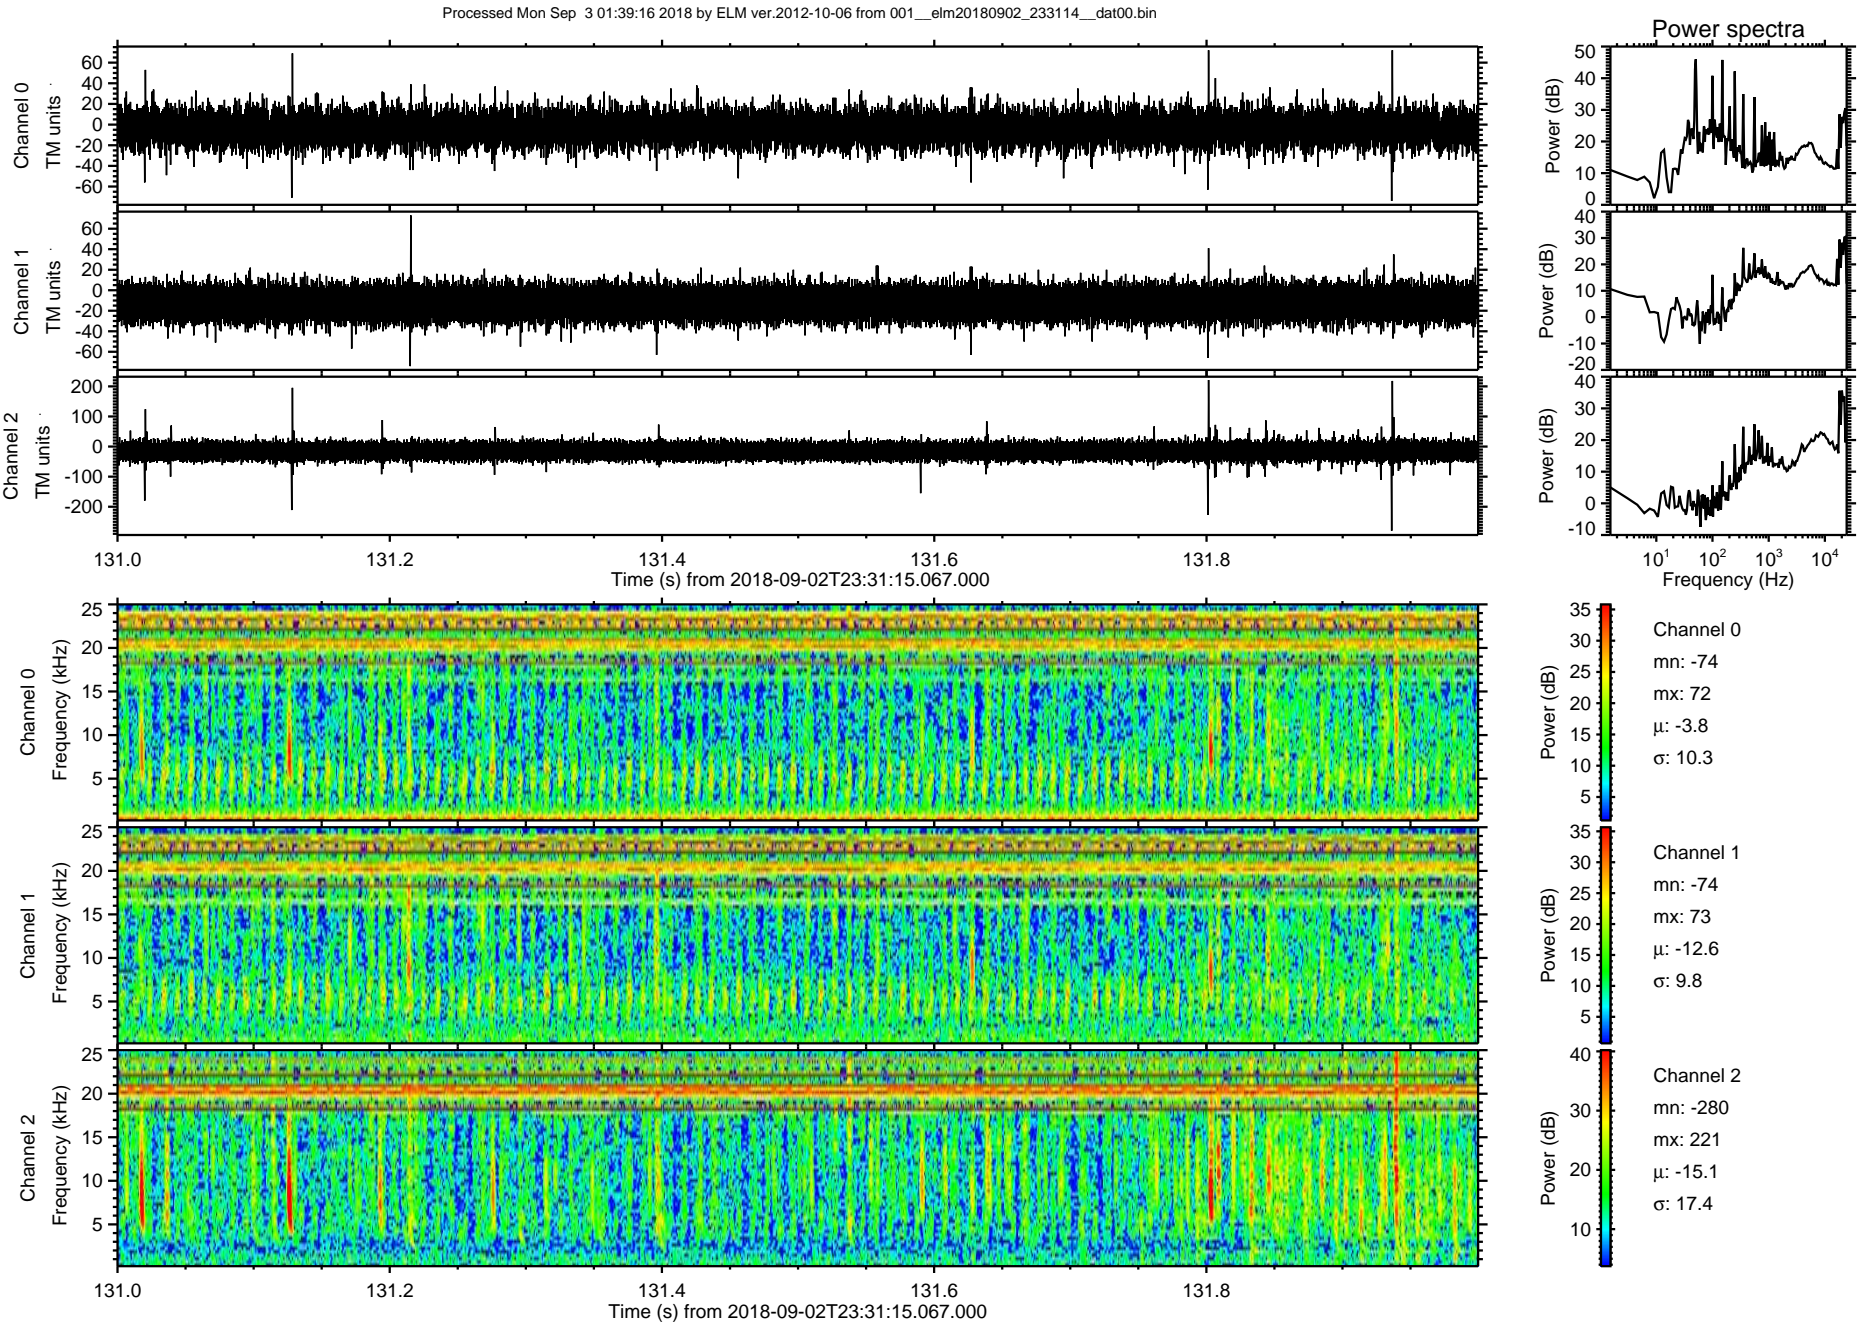 Processed Mon Sep  3 01:39:16 2018 by ELM ver.2012-10-06 from 001__elm20180902_233114__dat00.bin
Power spectra
Channel 0
TM units
60
40
20
0
-20
-40
-60
Power (dB)
50
40
30
20
10
0
Channel 1
TM units
60
40
20
0
-20
-40
-60
Power (dB)
40
30
20
10
0
-10
-20
Channel 2
TM units
200
100
0
-100
-200
Power (dB)
40
30
20
10
0
-10
131.0 131.2 131.4 131.6 131.8
Time (s) from 2018-09-02T23:31:15.067.000
10^1 10^2 10^3 10^4
Frequency (Hz)
Channel 0
Frequency (kHz)
25
20
15
10
5
Power (dB)
35
30
25
20
15
10
5
Channel 0
mn: -74
mx: 72
μ: -3.8
σ: 10.3
Channel 1
Frequency (kHz)
25
20
15
10
5
Power (dB)
35
30
25
20
15
10
5
Channel 1
mn: -74
mx: 73
μ: -12.6
σ: 9.8
Channel 2
Frequency (kHz)
25
20
15
10
5
Power (dB)
40
30
20
10
Channel 2
mn: -280
mx: 221
μ: -15.1
σ: 17.4
131.0 131.2 131.4 131.6 131.8
Time (s) from 2018-09-02T23:31:15.067.000